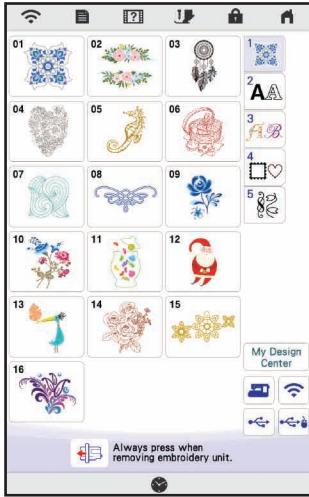 01 02 03 1
2 AA
04 05 06
3 A B
4
07 08 09
5
10 11 12
13 14 15
My Design
Center
16
Always press when
removing embroidery unit.